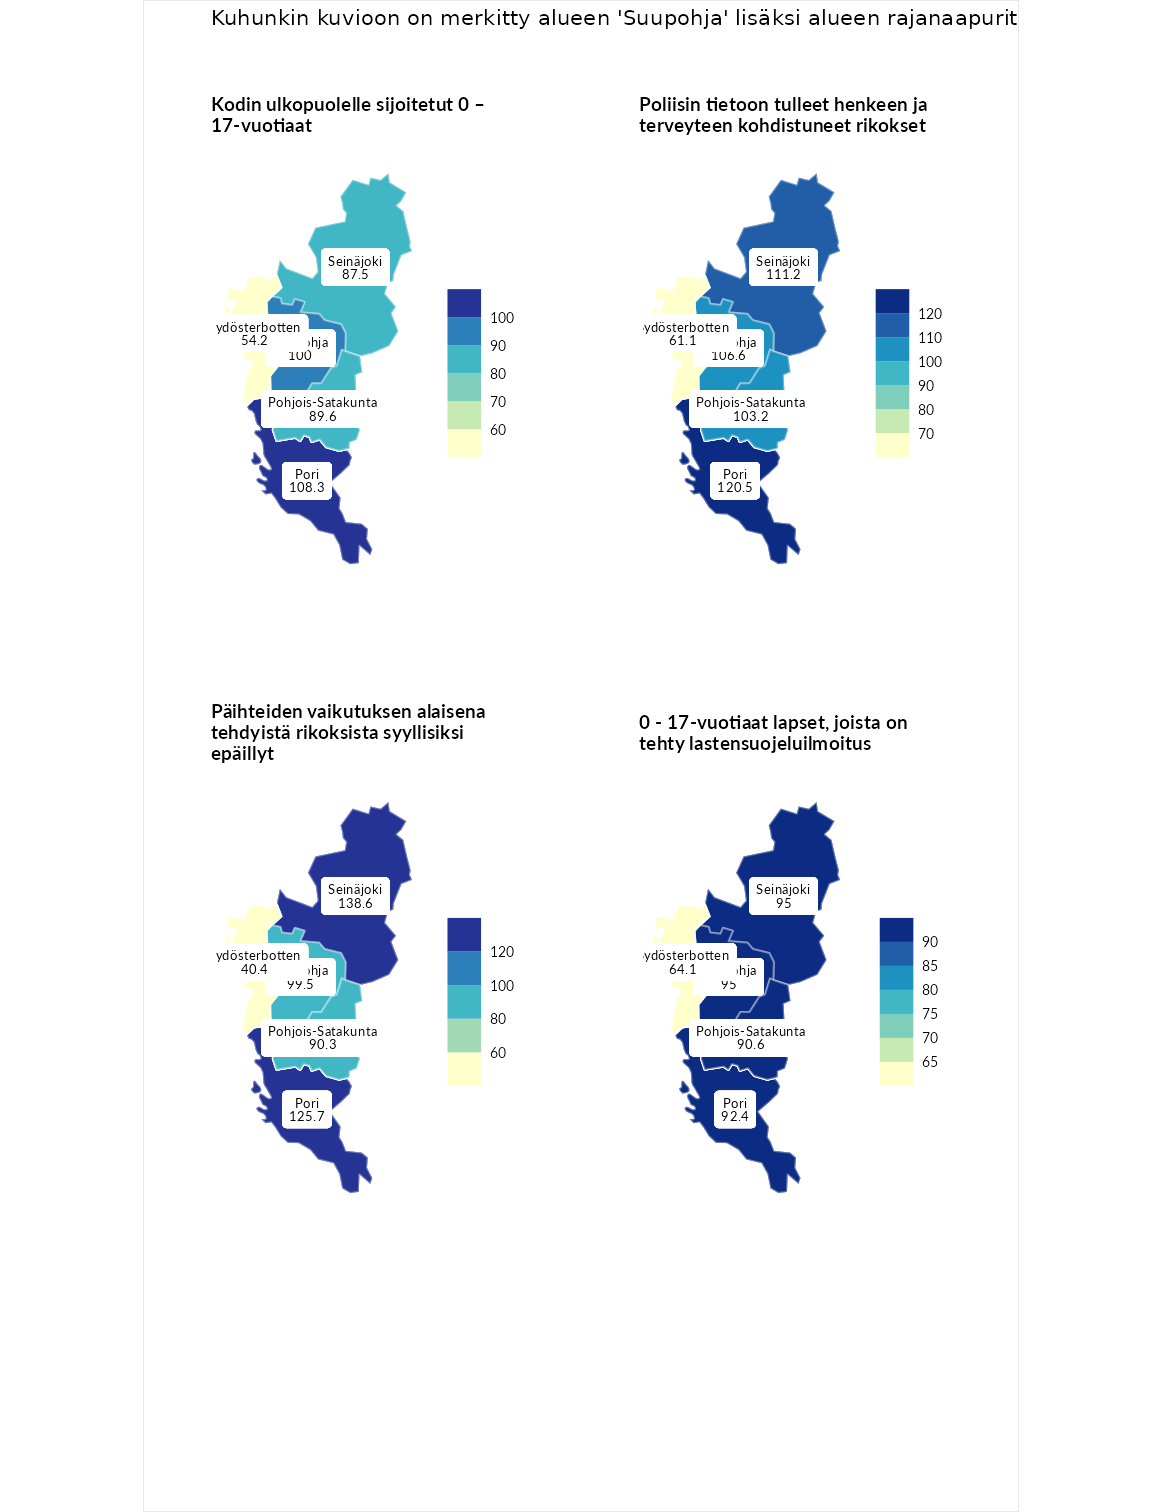 Kuhunkin kuvioon on merkitty alueen 'Suupohja' lisäksi alueen rajanaapurit
Kodin ulkopuolelle sijoitetut 0 –
17-vuotiaat
Seinäjoki
87.5
ydösterbotten
54.2
ohja
100
Pohjois-Satakunta
89.6
Pori
108.3
100
90
80
70
60
Poliisin tietoon tulleet henkeen ja
terveyteen kohdistuneet rikokset
Seinäjoki
111.2
ydösterbotten
61.1
ohja
106.6
Pohjois-Satakunta
103.2
Pori
120.5
120
110
100
90
80
70
Päihteiden vaikutuksen alaisena
tehdyistä rikoksista syyllisiksi
epäillyt
Seinäjoki
138.6
ydösterbotten
40.4
ohja
99.5
Pohjois-Satakunta
90.3
Pori
125.7
120
100
80
60
0 - 17-vuotiaat lapset, joista on
tehty lastensuojeluilmoitus
Seinäjoki
95
ydösterbotten
64.1
ohja
95
Pohjois-Satakunta
90.6
Pori
92.4
90
85
80
75
70
65